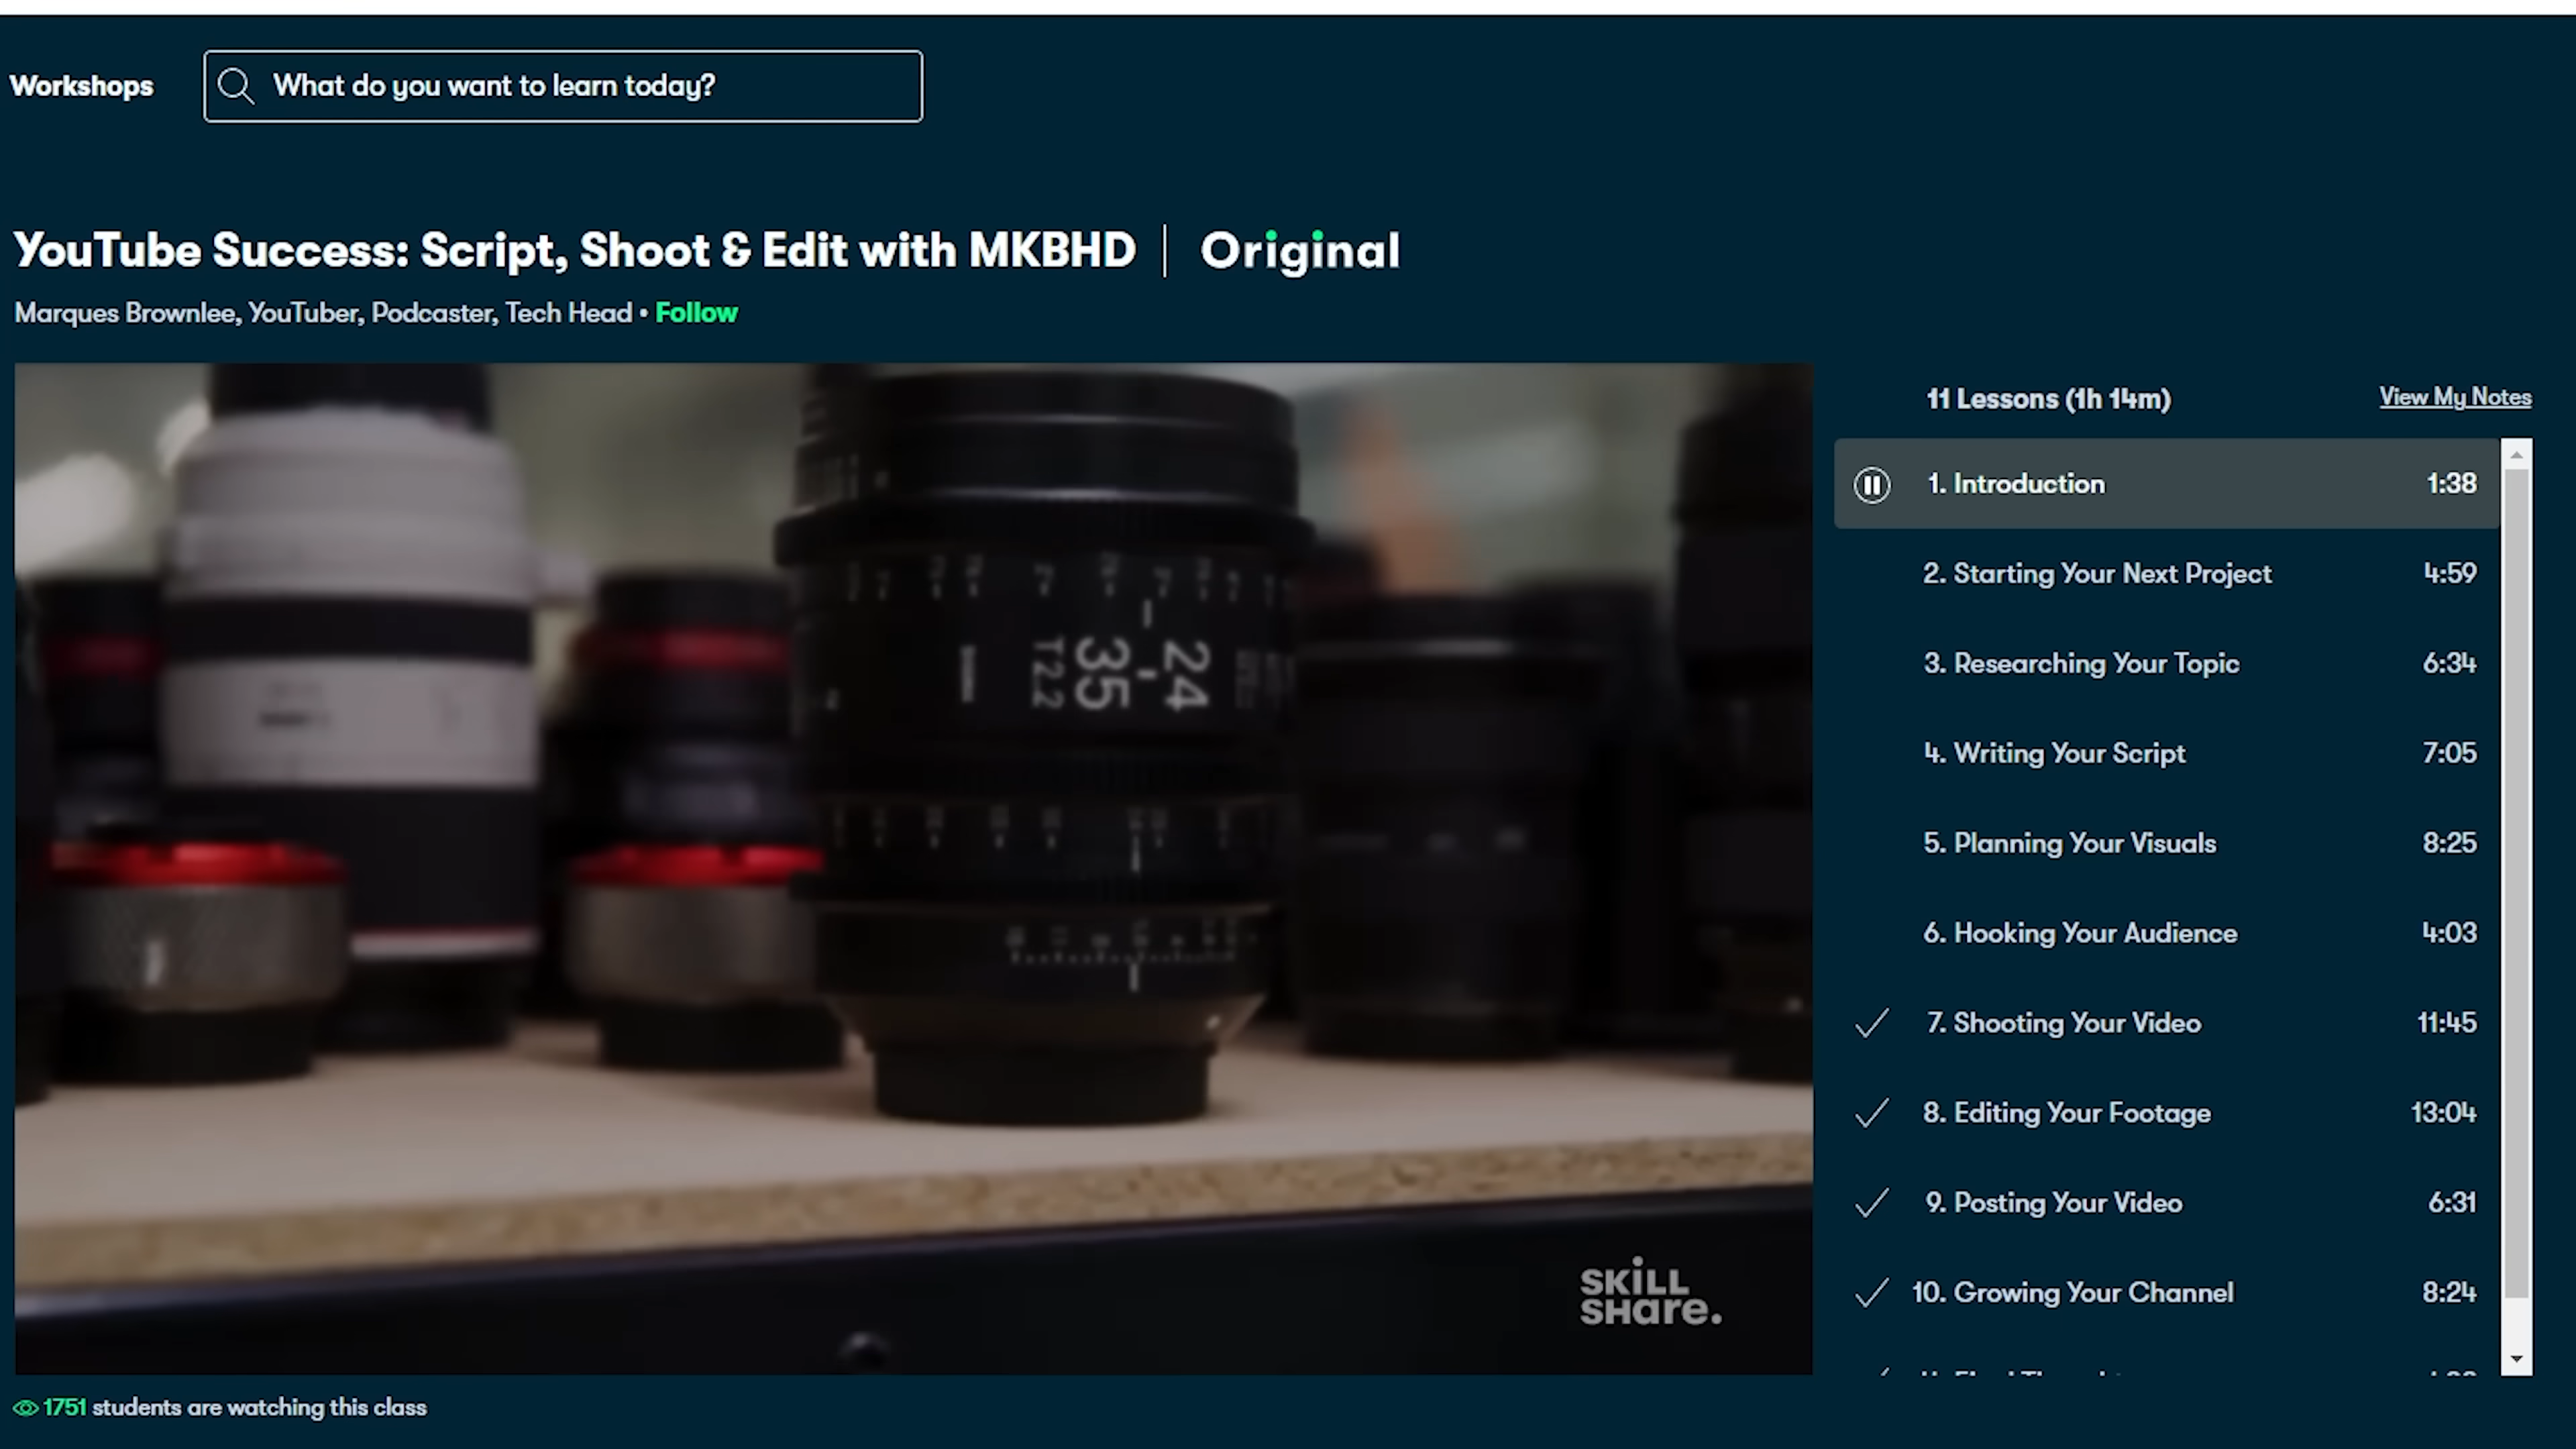 Workshops
What do you want to learn today?
YouTube Success: Script, Shoot & Edit with MKBHD | Original
Marques Brownlee, YouTuber, Podcaster, Tech Head • Follow
11 Lessons (1h 14m)
View My Notes
1. Introduction 1:38
2. Starting Your Next Project 4:59
3. Researching Your Topic 6:34
4. Writing Your Script 7:05
5. Planning Your Visuals 8:25
6. Hooking Your Audience 4:03
7. Shooting Your Video 11:45
8. Editing Your Footage 13:04
9. Posting Your Video 6:31
10. Growing Your Channel 8:24
24-
35
T2.2
SKiLL
SHare.
1751 students are watching this class